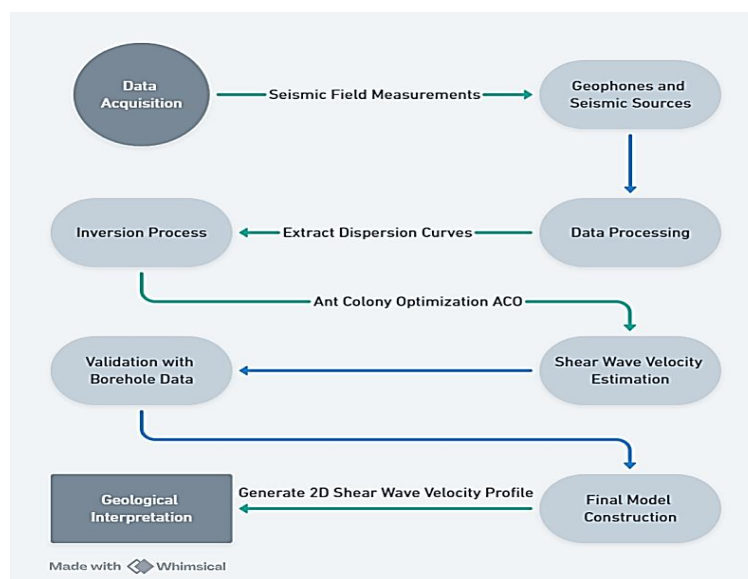 Data
Acquisition
Seismic Field Measurements
Geophones and
Seismic Sources
Inversion Process
Extract Dispersion Curves
Data Processing
Ant Colony Optimization ACO
Validation with
Borehole Data
Shear Wave Velocity
Estimation
Geological
Interpretation
Generate 2D Shear Wave Velocity Profile
Final Model
Construction
Made with Whimsical